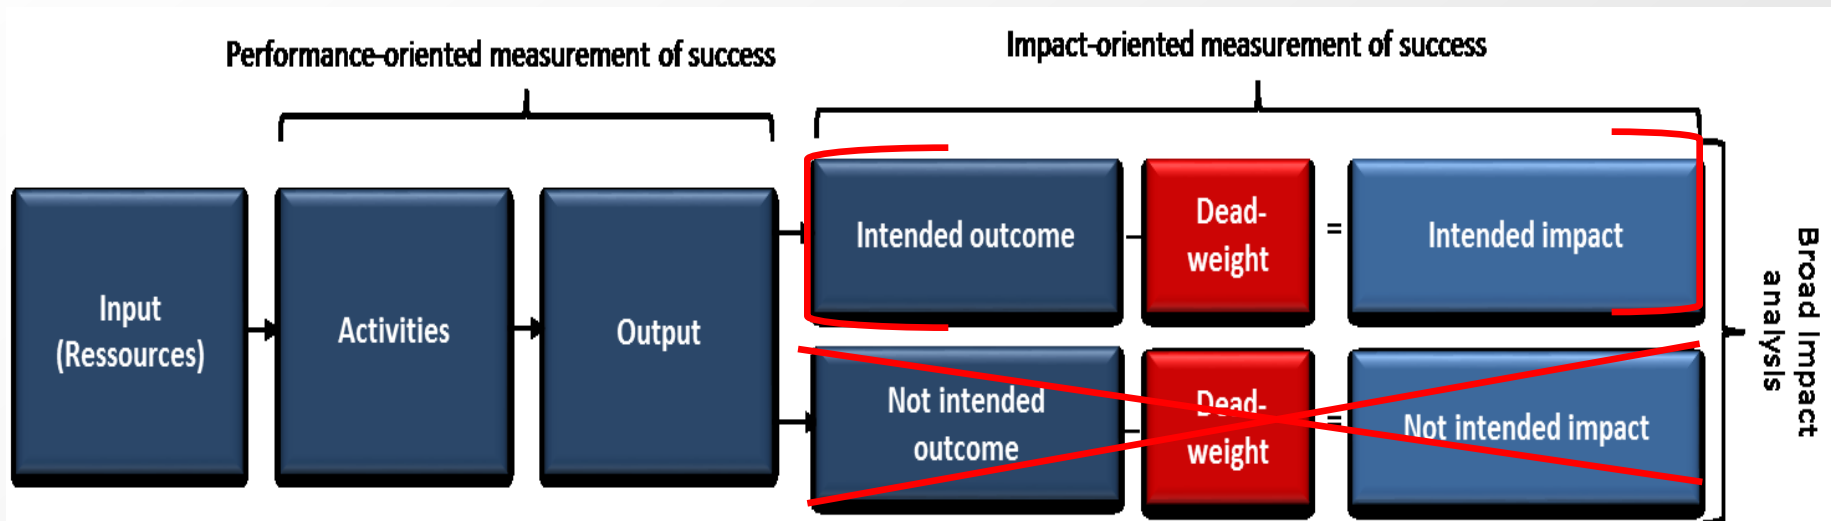 Performance-oriented measurement of success
Impact-oriented measurement of success
Input
(Ressources)
Activities
Output
Intended outcome
–
Dead-
weight
=
Intended impact
Not intended
outcome
–
Dead-
weight
=
Not intended impact
Broad Impact
analysis